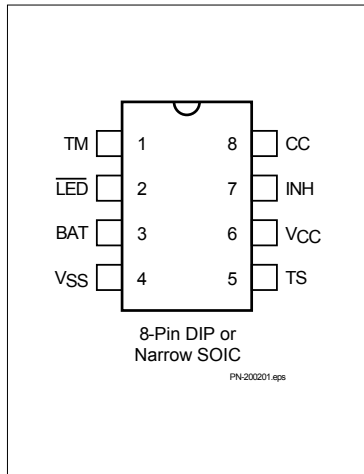 TM 1 8 CC
LED 2 7 INH
BAT 3 6 VCC
VSS 4 5 TS
8-Pin DIP or
Narrow SOIC
PN-200201.eps